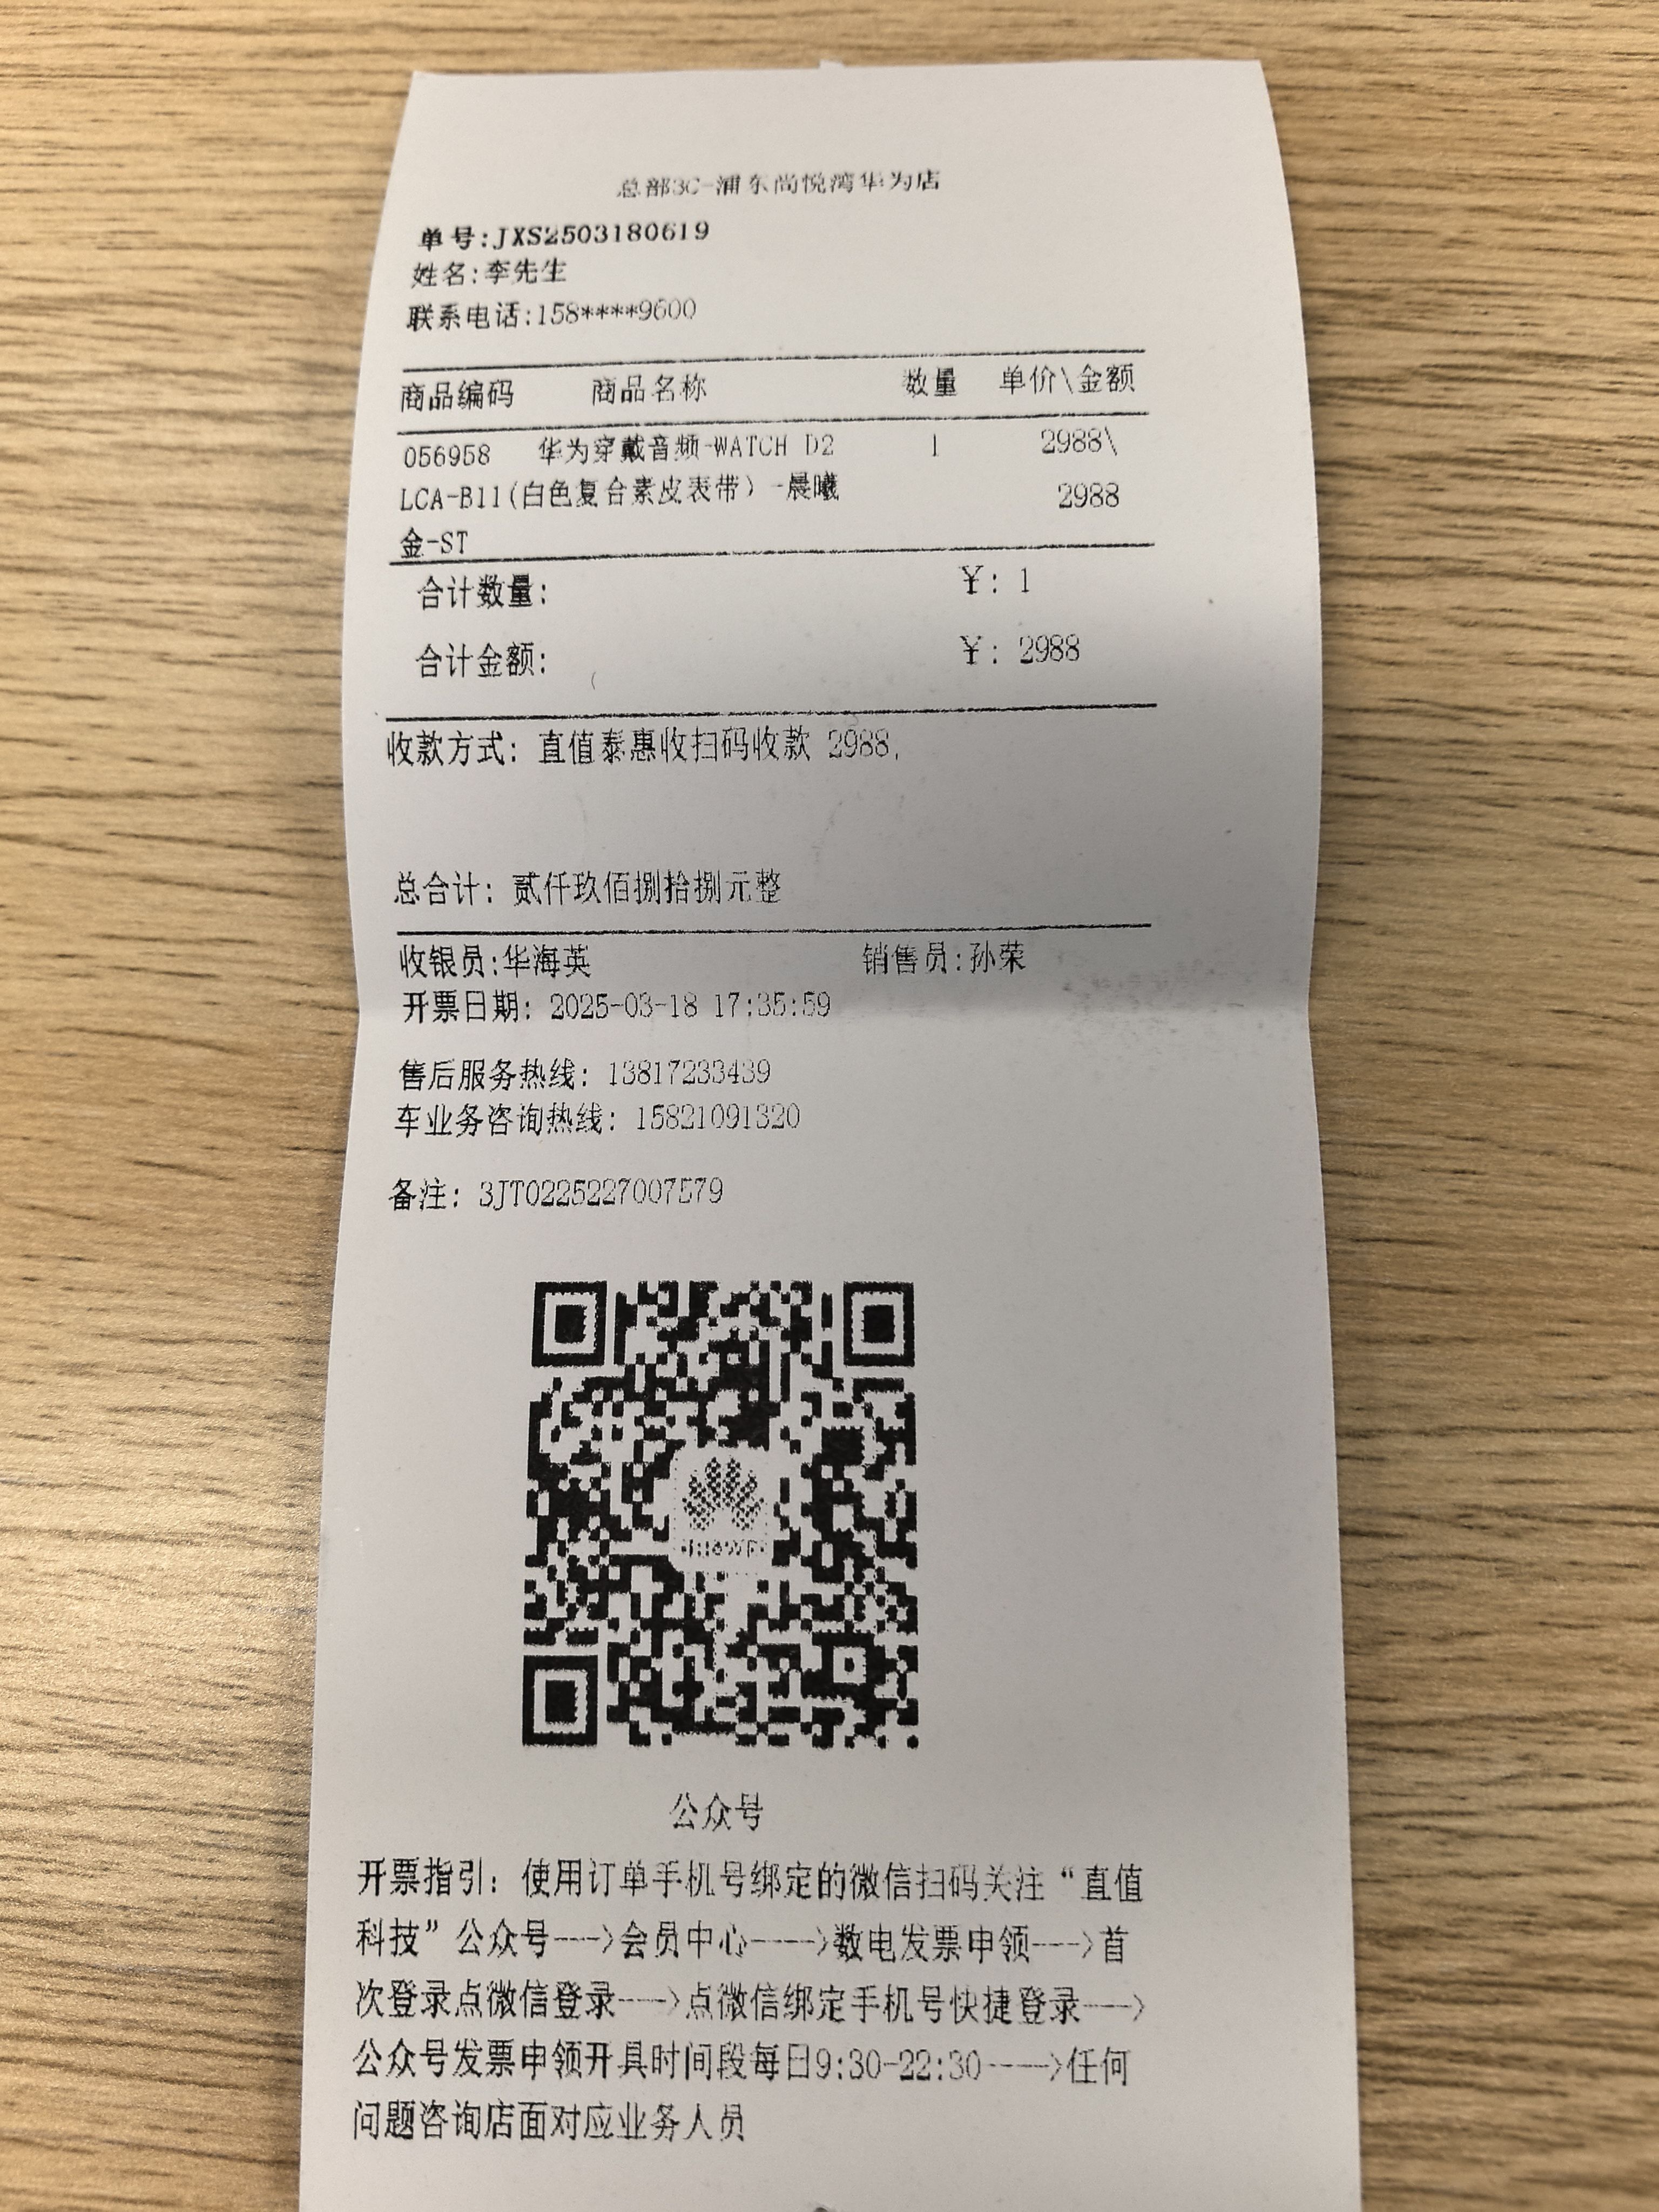 总部3C-浦东尚悦湾华为店
单号:JXS2503180619
姓名:李先生
联系电话:158****9600
商品编码 商品名称 数量 单价\金额
056958 华为穿戴音频-WATCH D2 1 2988\
LCA-B11(白色复合素皮表带) -晨曦 2988
金-ST
合计数量: ¥: 1
合计金额: ¥: 2988
收款方式: 直值泰惠收扫码收款 2988,
总合计: 贰仟玖佰捌拾捌元整
收银员:华海英 销售员:孙荣
开票日期: 2025-03-18 17:35:59
售后服务热线: 13817233439
车业务咨询热线: 15821091320
备注: 3JT0225227007579
公众号
开票指引: 使用订单手机号绑定的微信扫码关注“直值
科技”公众号--->会员中心---->数电发票申领--->首
次登录点微信登录--->点微信绑定手机号快捷登录--->
公众号发票申领开具时间段每日9:30-22:30---->任何
问题咨询店面对应业务人员